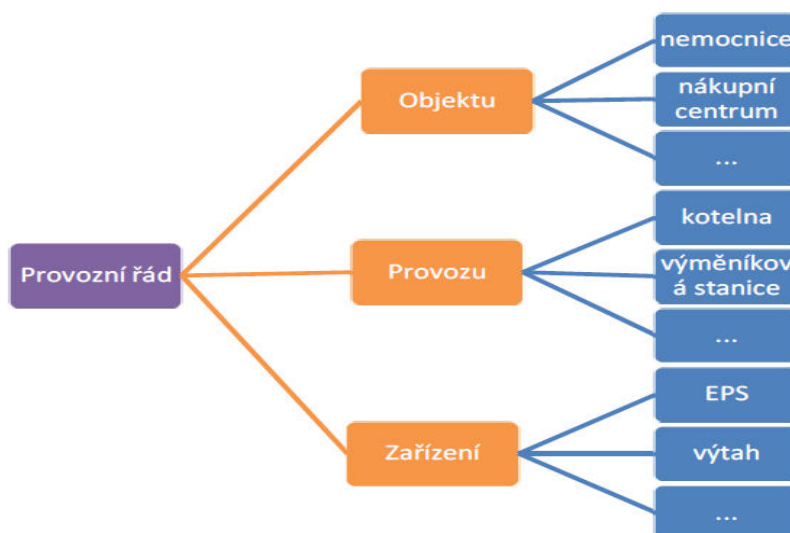 Provozní řád
Objektu
nemocnice
nákupní
centrum
...
Provozu
kotelna
výměníkov
á stanice
...
Zařízení
EPS
výtah
...